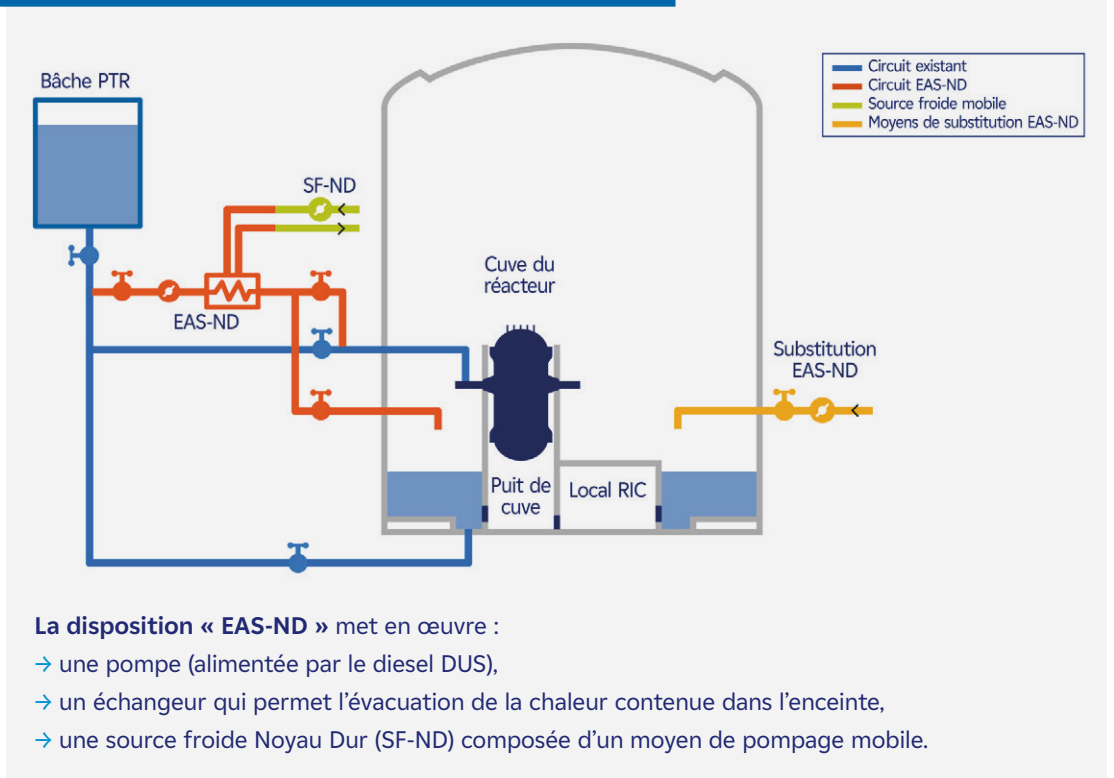 Bâche PTR
Circuit existant
Circuit EAS-ND
Source froide mobile
Moyens de substitution EAS-ND
SF-ND
Cuve du
réacteur
EAS-ND
Substitution
EAS-ND
Puit de
cuve
Local RIC
La disposition « EAS-ND » met en œuvre :
→ une pompe (alimentée par le diesel DUS),
→ un échangeur qui permet l’évacuation de la chaleur contenue dans l’enceinte,
→ une source froide Noyau Dur (SF-ND) composée d’un moyen de pompage mobile.